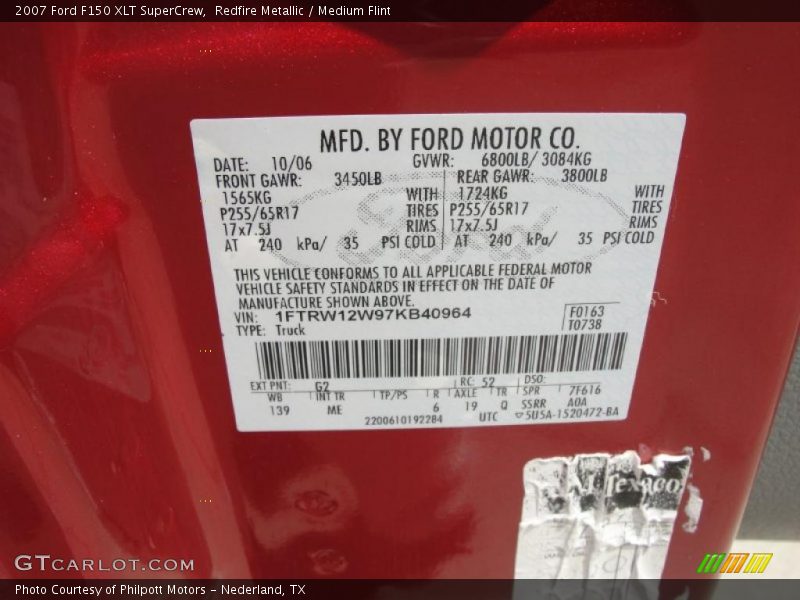 2007 Ford F150 XLT SuperCrew, Redfire Metallic / Medium Flint
MFD. BY FORD MOTOR CO.
DATE: 10/06 GVWR: 6800LB/ 3084KG
FRONT GAWR: 3450LB REAR GAWR: 3800LB
1565KG WITH 1724KG WITH
P255/65R17 TIRES P255/65R17 TIRES
17x7.5J RIMS 17x7.5J RIMS
AT 240 kPa/ 35 PSI COLD AT 240 kPa/ 35 PSI COLD
THIS VEHICLE CONFORMS TO ALL APPLICABLE FEDERAL MOTOR
VEHICLE SAFETY STANDARDS IN EFFECT ON THE DATE OF
MANUFACTURE SHOWN ABOVE.
VIN: 1FTRW12W97KB40964 F0163
TYPE: Truck T0738
EXT PNT: G2 RC: 52 DSO:
WB INT TR TP/PS R AXLE TR SPR 7F616
139 ME 6 19 Q SSRR A0A
2200610192284 UTC 5U5A-1520472-BA
Ford
Texaco
GTCARLOT.COM
Photo Courtesy of Philpott Motors - Nederland, TX